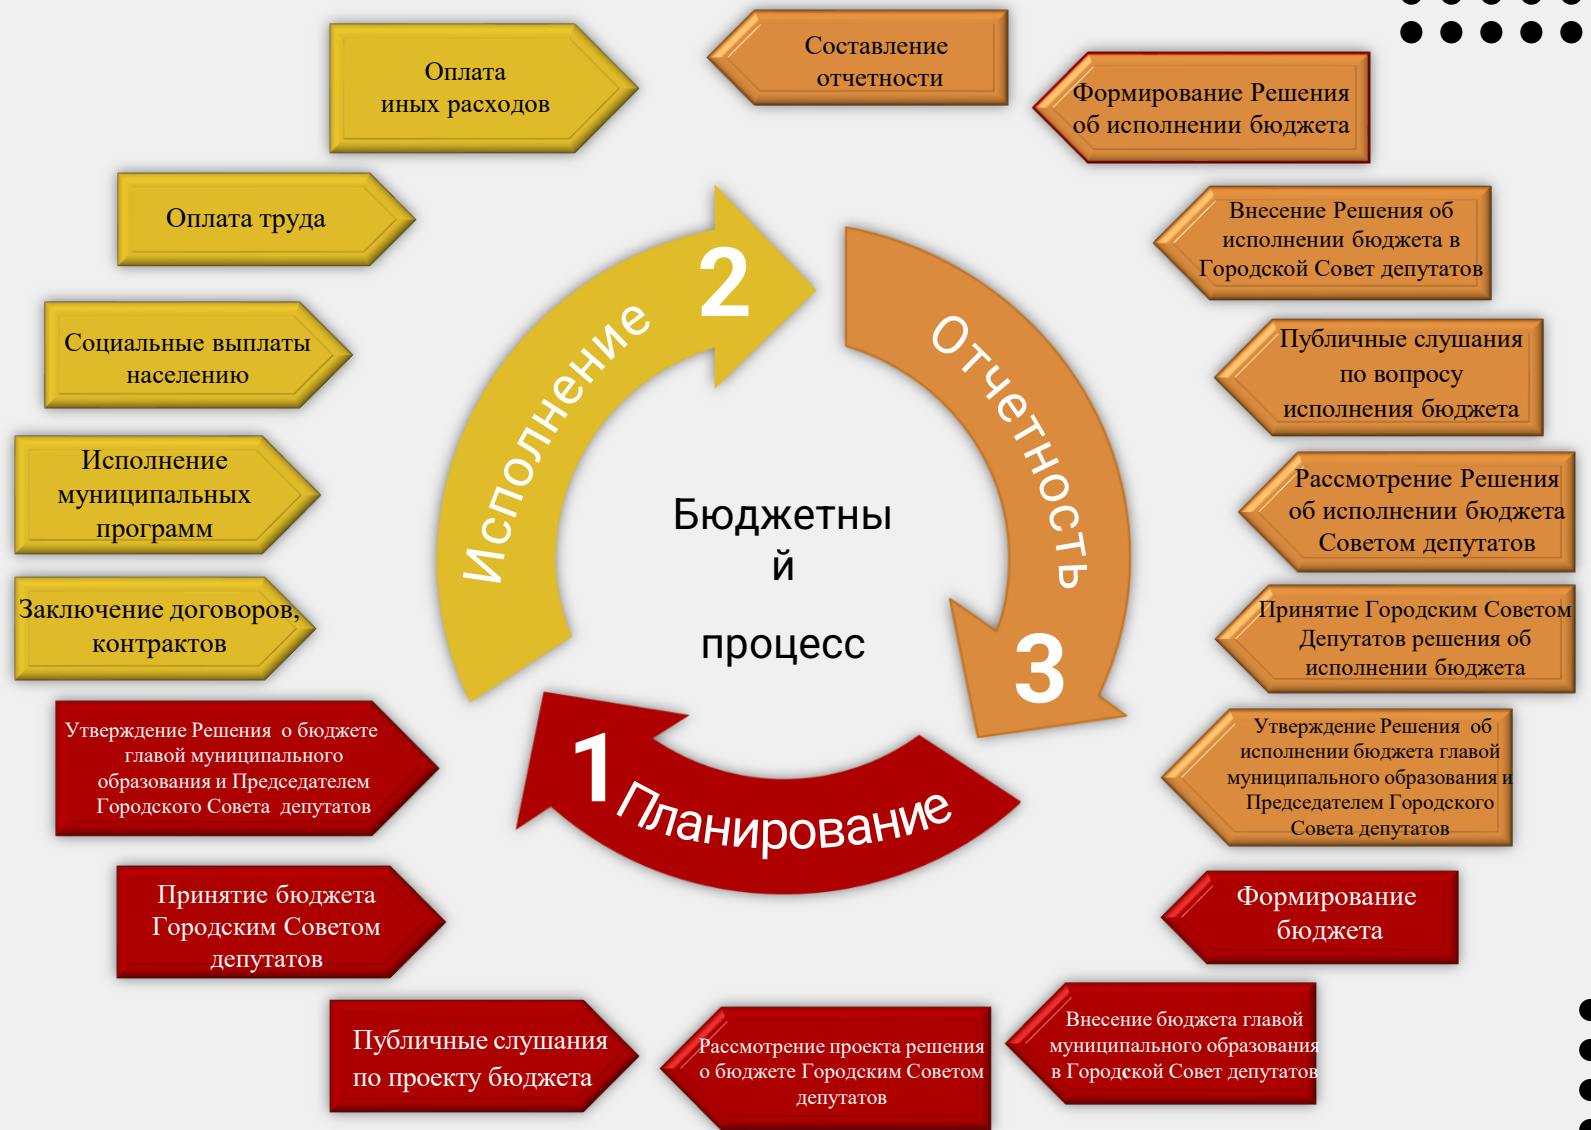 Оплата
иных расходов
Составление
отчетности
Формирование Решения
об исполнении бюджета
Оплата труда
Внесение Решения об
исполнении бюджета в
Городской Совет депутатов
Социальные выплаты
населению
Публичные слушания
по вопросу
исполнения бюджета
Исполнение
муниципальных
программ
Рассмотрение Решения
об исполнении бюджета
Советом депутатов
Заключение договоров,
контрактов
Принятие Городским Советом
Депутатов решения об
исполнении бюджета
Утверждение Решения о бюджете
главой муниципального
образования и Председателем
Городского Совета депутатов
Утверждение Решения об
исполнении бюджета главой
муниципального образования и
Председателем Городского
Совета депутатов
Принятие бюджета
Городским Советом
депутатов
Формирование
бюджета
Публичные слушания
по проекту бюджета
Рассмотрение проекта решения
о бюджете Городским Советом
депутатов
Внесение бюджета главой
муниципального образования
в Городской Совет депутатов
2
Исполнение
Отчетность
3
1
Планирование
Бюджетны
й
процесс